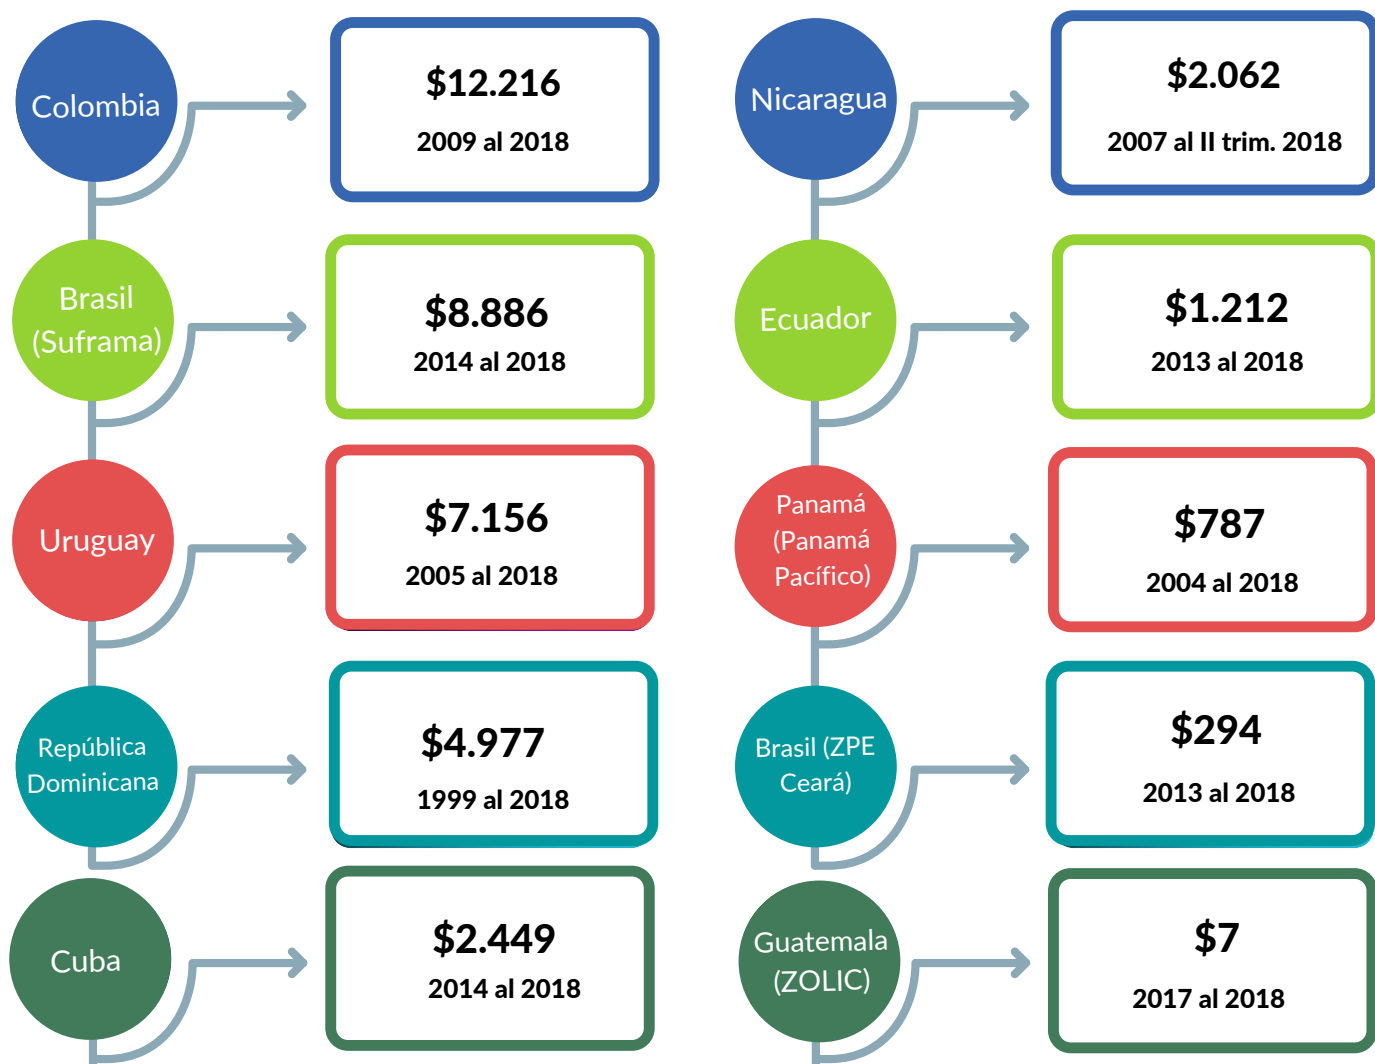 Colombia
$12.216
2009 al 2018
Brasil
(Suframa)
$8.886
2014 al 2018
Uruguay
$7.156
2005 al 2018
República
Dominicana
$4.977
1999 al 2018
Cuba
$2.449
2014 al 2018
Nicaragua
$2.062
2007 al II trim. 2018
Ecuador
$1.212
2013 al 2018
Panamá
(Panamá
Pacífico)
$787
2004 al 2018
Brasil (ZPE
Ceará)
$294
2013 al 2018
Guatemala
(ZOLIC)
$7
2017 al 2018